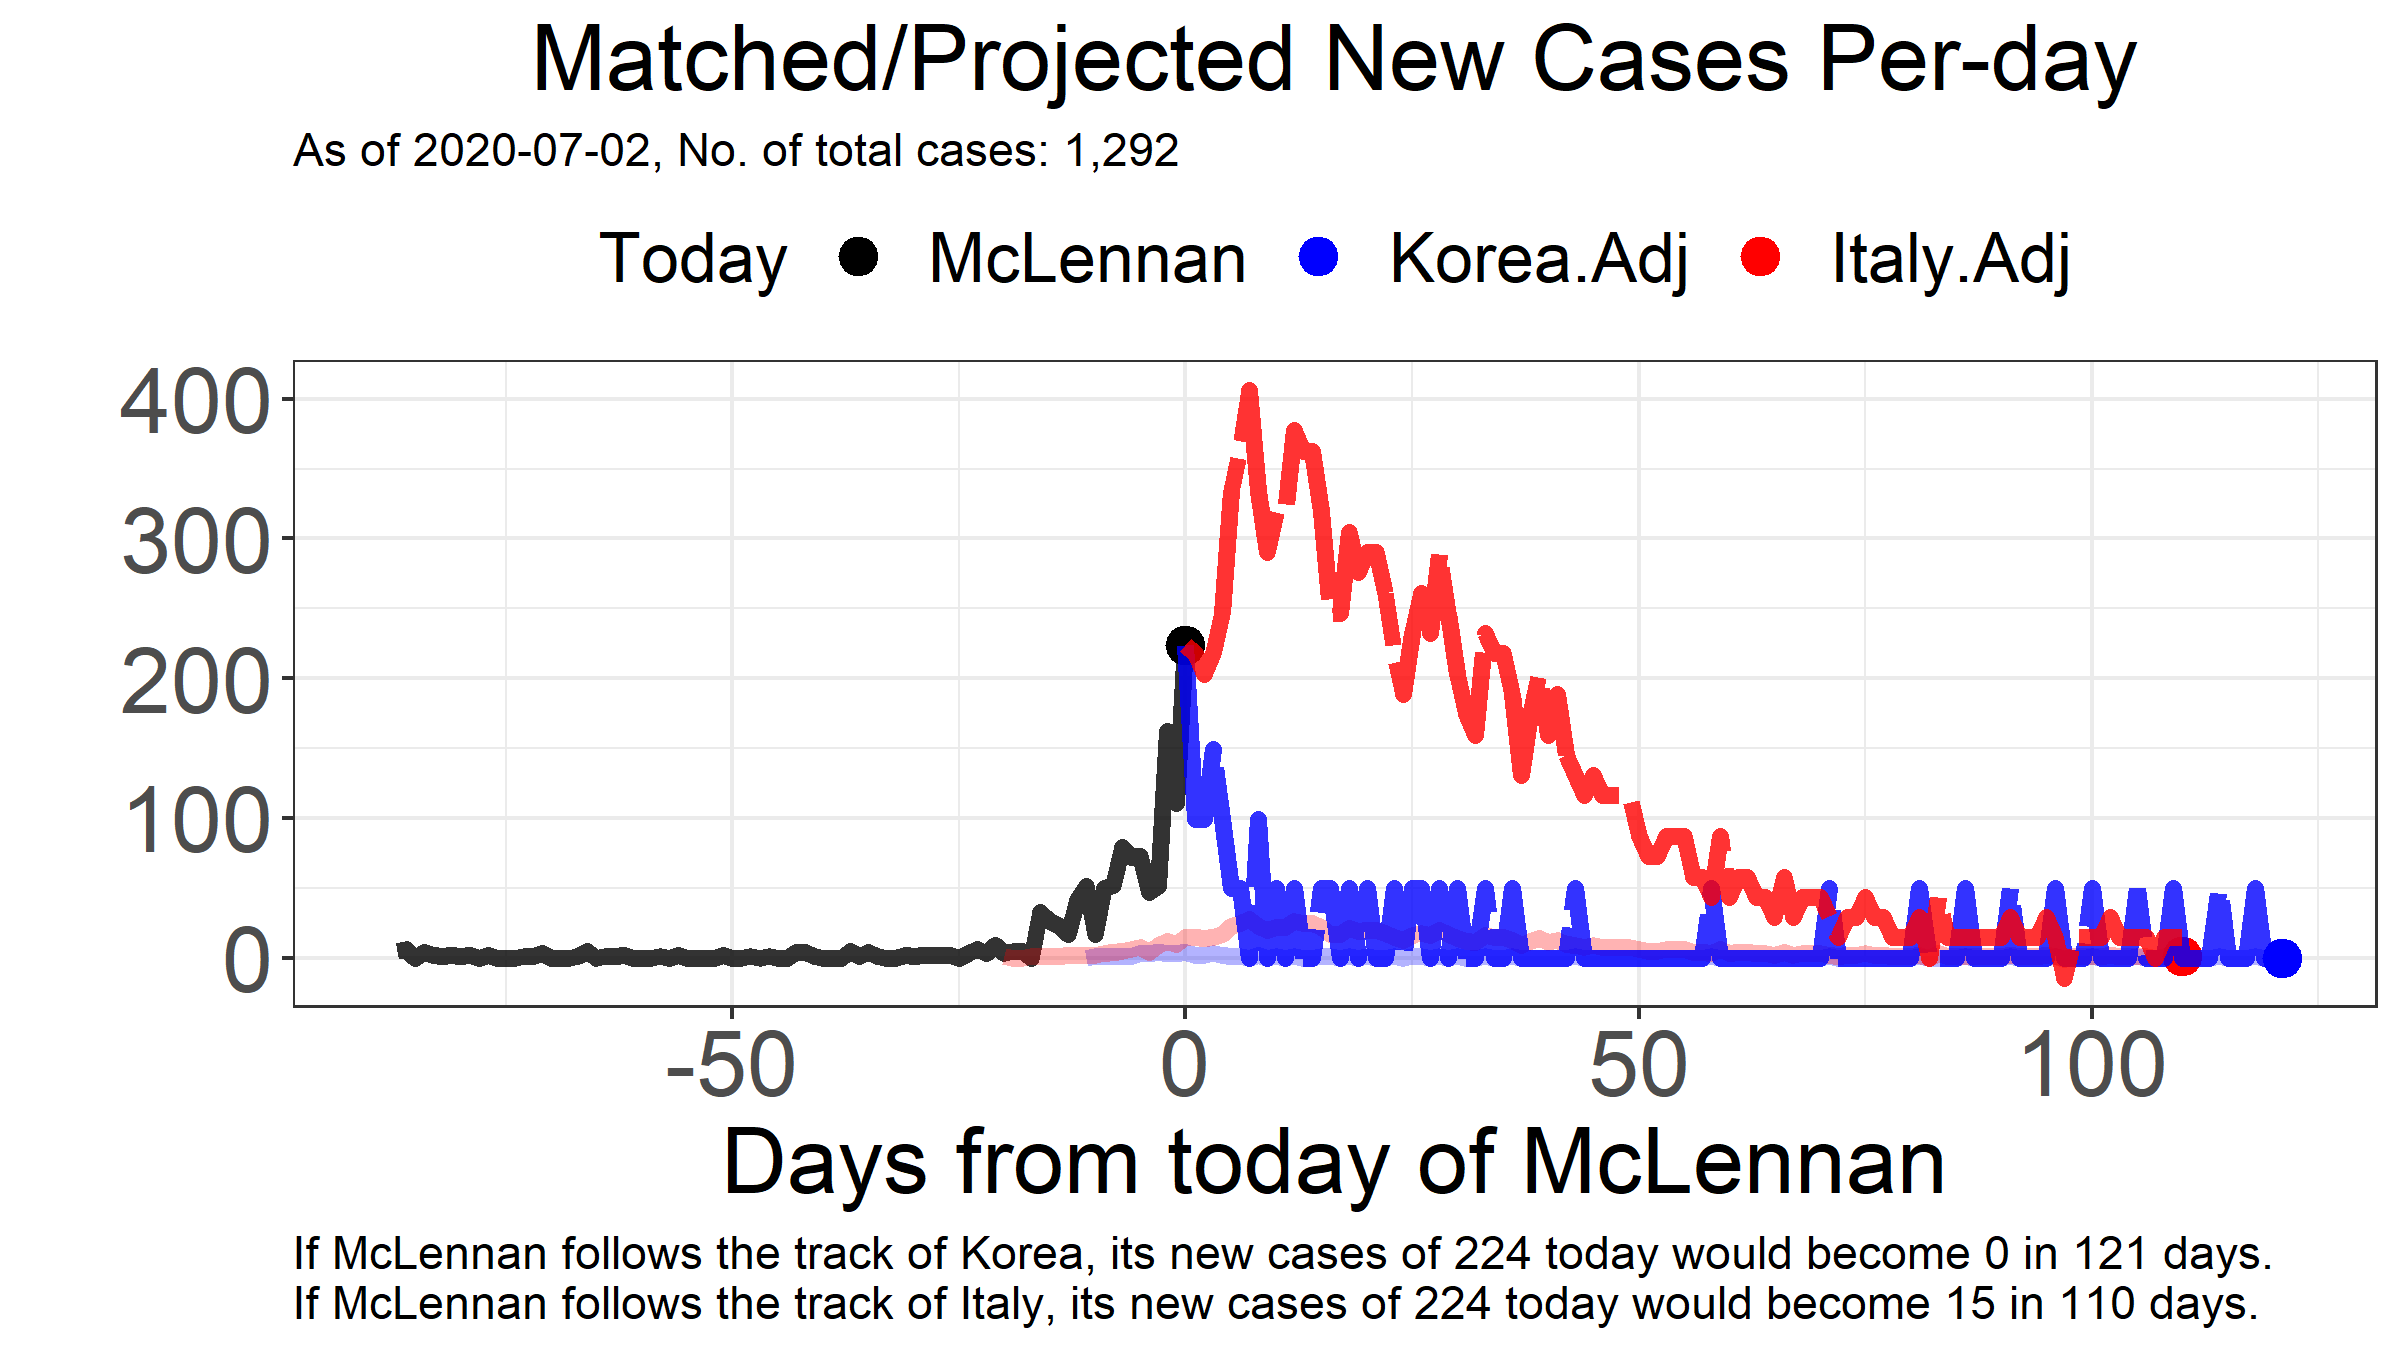 Matched/Projected New Cases Per-day
As of 2020-07-02, No. of total cases: 1,292
Today McLennan Korea.Adj Italy.Adj
400
300
200
100
0
-50 0 50 100
Days from today of McLennan
If McLennan follows the track of Korea, its new cases of 224 today would become 0 in 121 days.
If McLennan follows the track of Italy, its new cases of 224 today would become 15 in 110 days.